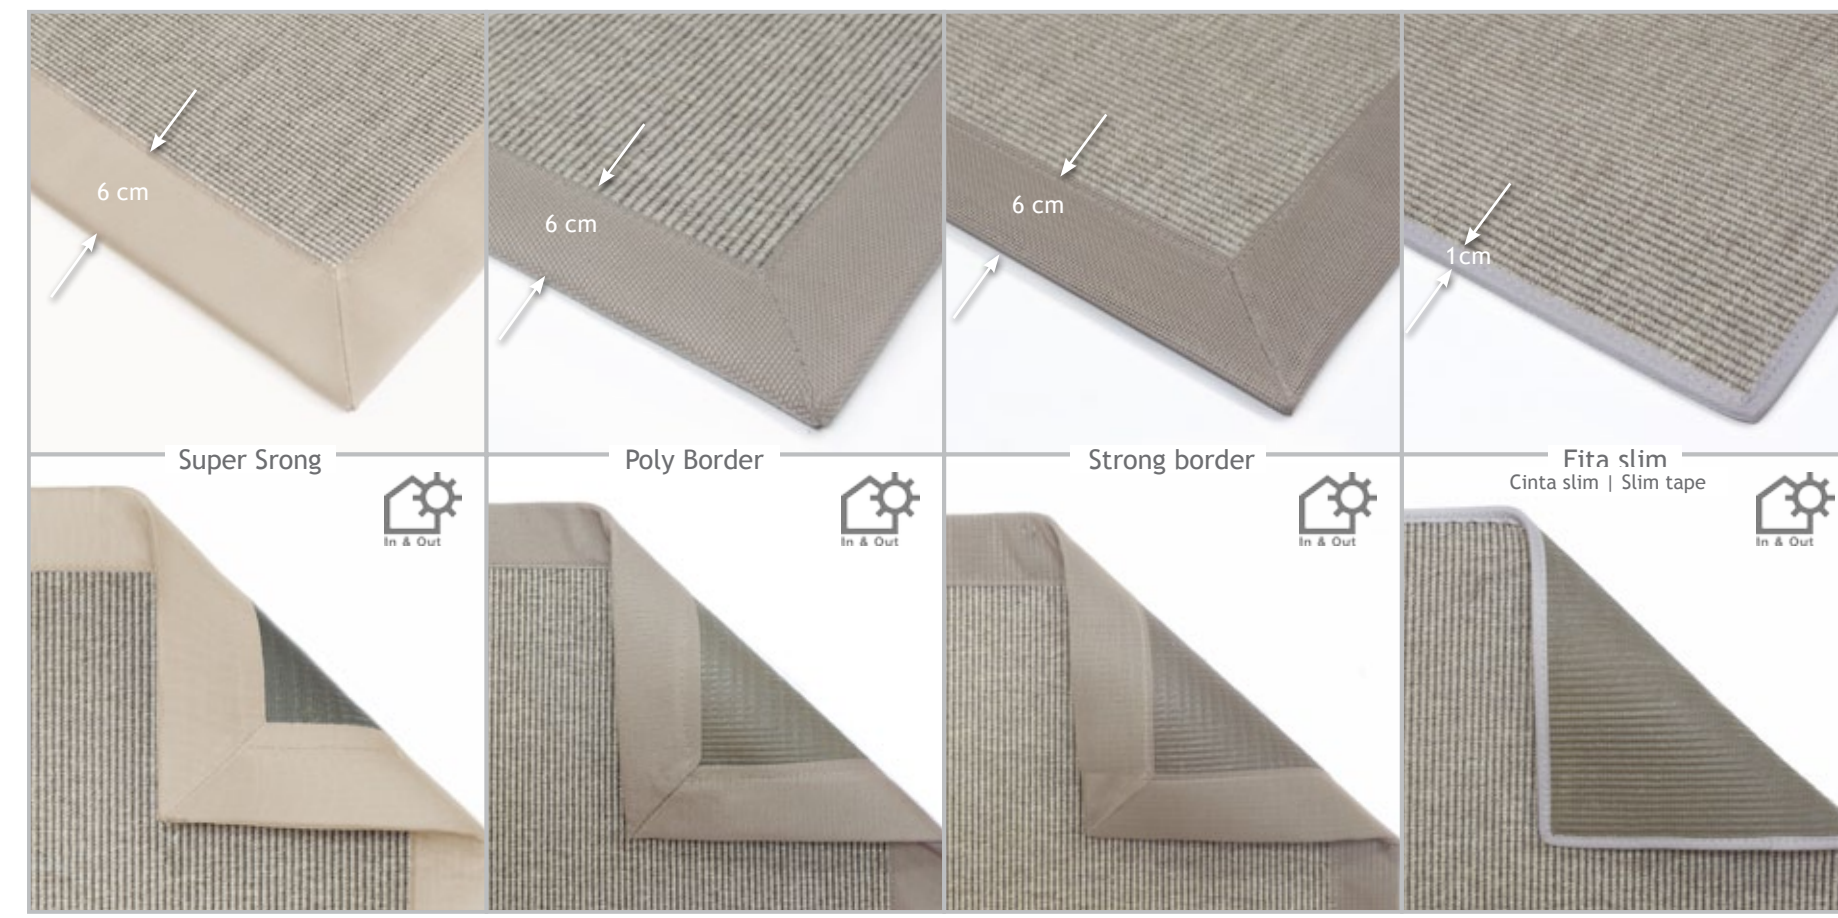 6 cm
6 cm
6 cm
1cm
Super Srong
Poly Border
Strong border
Fita slim
Cinta slim | Slim tape
In & Out
In & Out
In & Out
In & Out